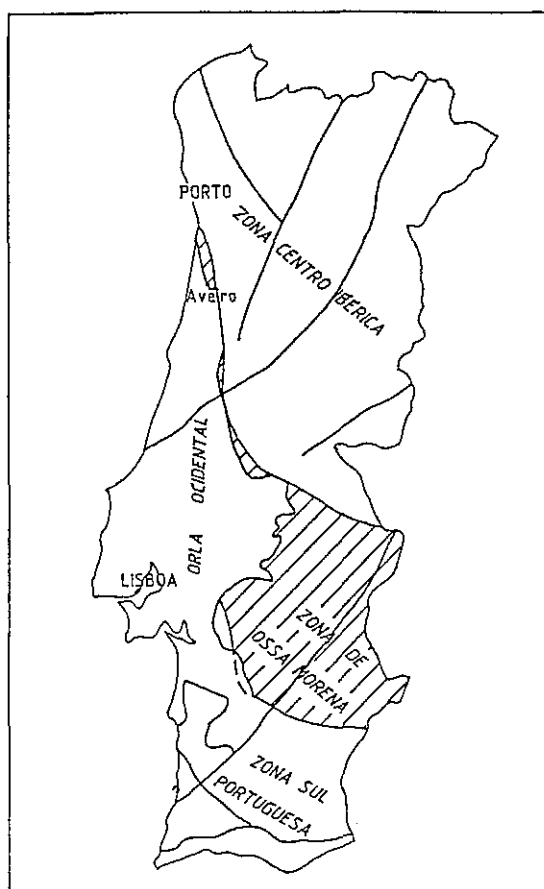 PORTO
ZONA CENTRO IBERICA
Aveiro
ORLA OCIDENTAL
LISBOA
ZONA DE
OSSA MORENA
ZONA SUL
PORTUGUESA